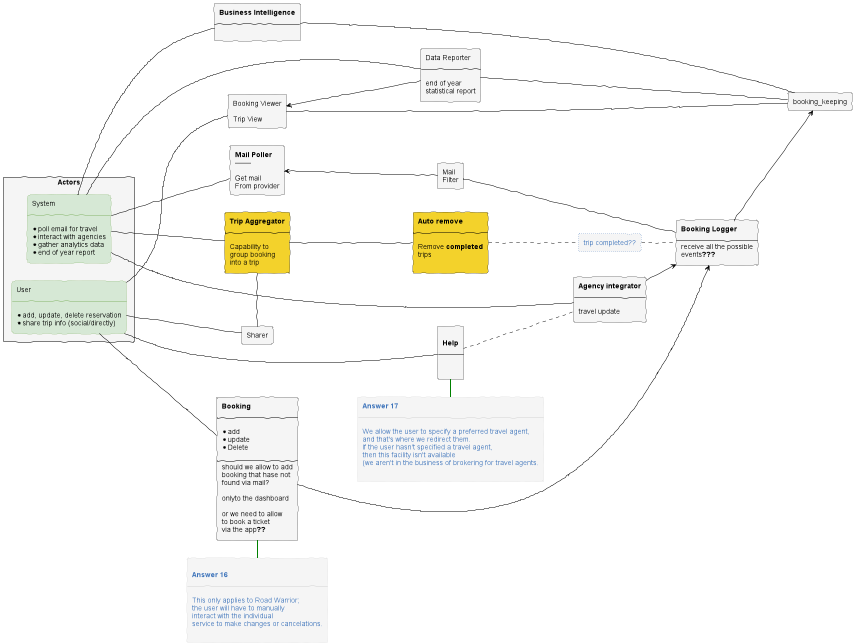 Business Intelligence
Data Reporter
end of year
statistical report
Booking Viewer
Trip View
booking_keeping
Mail Poller
Get mail
From provider
Mail
Filter
Actors
System
• poll email for travel
• interact with agencies
• gather analytics data
• end of year report
Trip Aggregator
Capability to
group booking
into a trip
Auto remove
Remove completed
trips
trip completed??
Booking Logger
receive all the possible
events???
User
• add, update, delete reservation
• share trip info (social/directly)
Agency integrator
travel update
Sharer
Help
Booking
• add
• update
• Delete
should we allow to add
booking that hase not
found via mail?
onlyto the dashboard
or we need to allow
to book a ticket
via the app??
Answer 17
We allow the user to specify a preferred travel agent,
and that's where we redirect them.
If the user hasn't specified a travel agent,
then this facility isn't available
(we aren't in the business of brokering for travel agents.
Answer 16
This only applies to Road Warrior;
the user will have to manually
interact with the individual
service to make changes or cancelations.